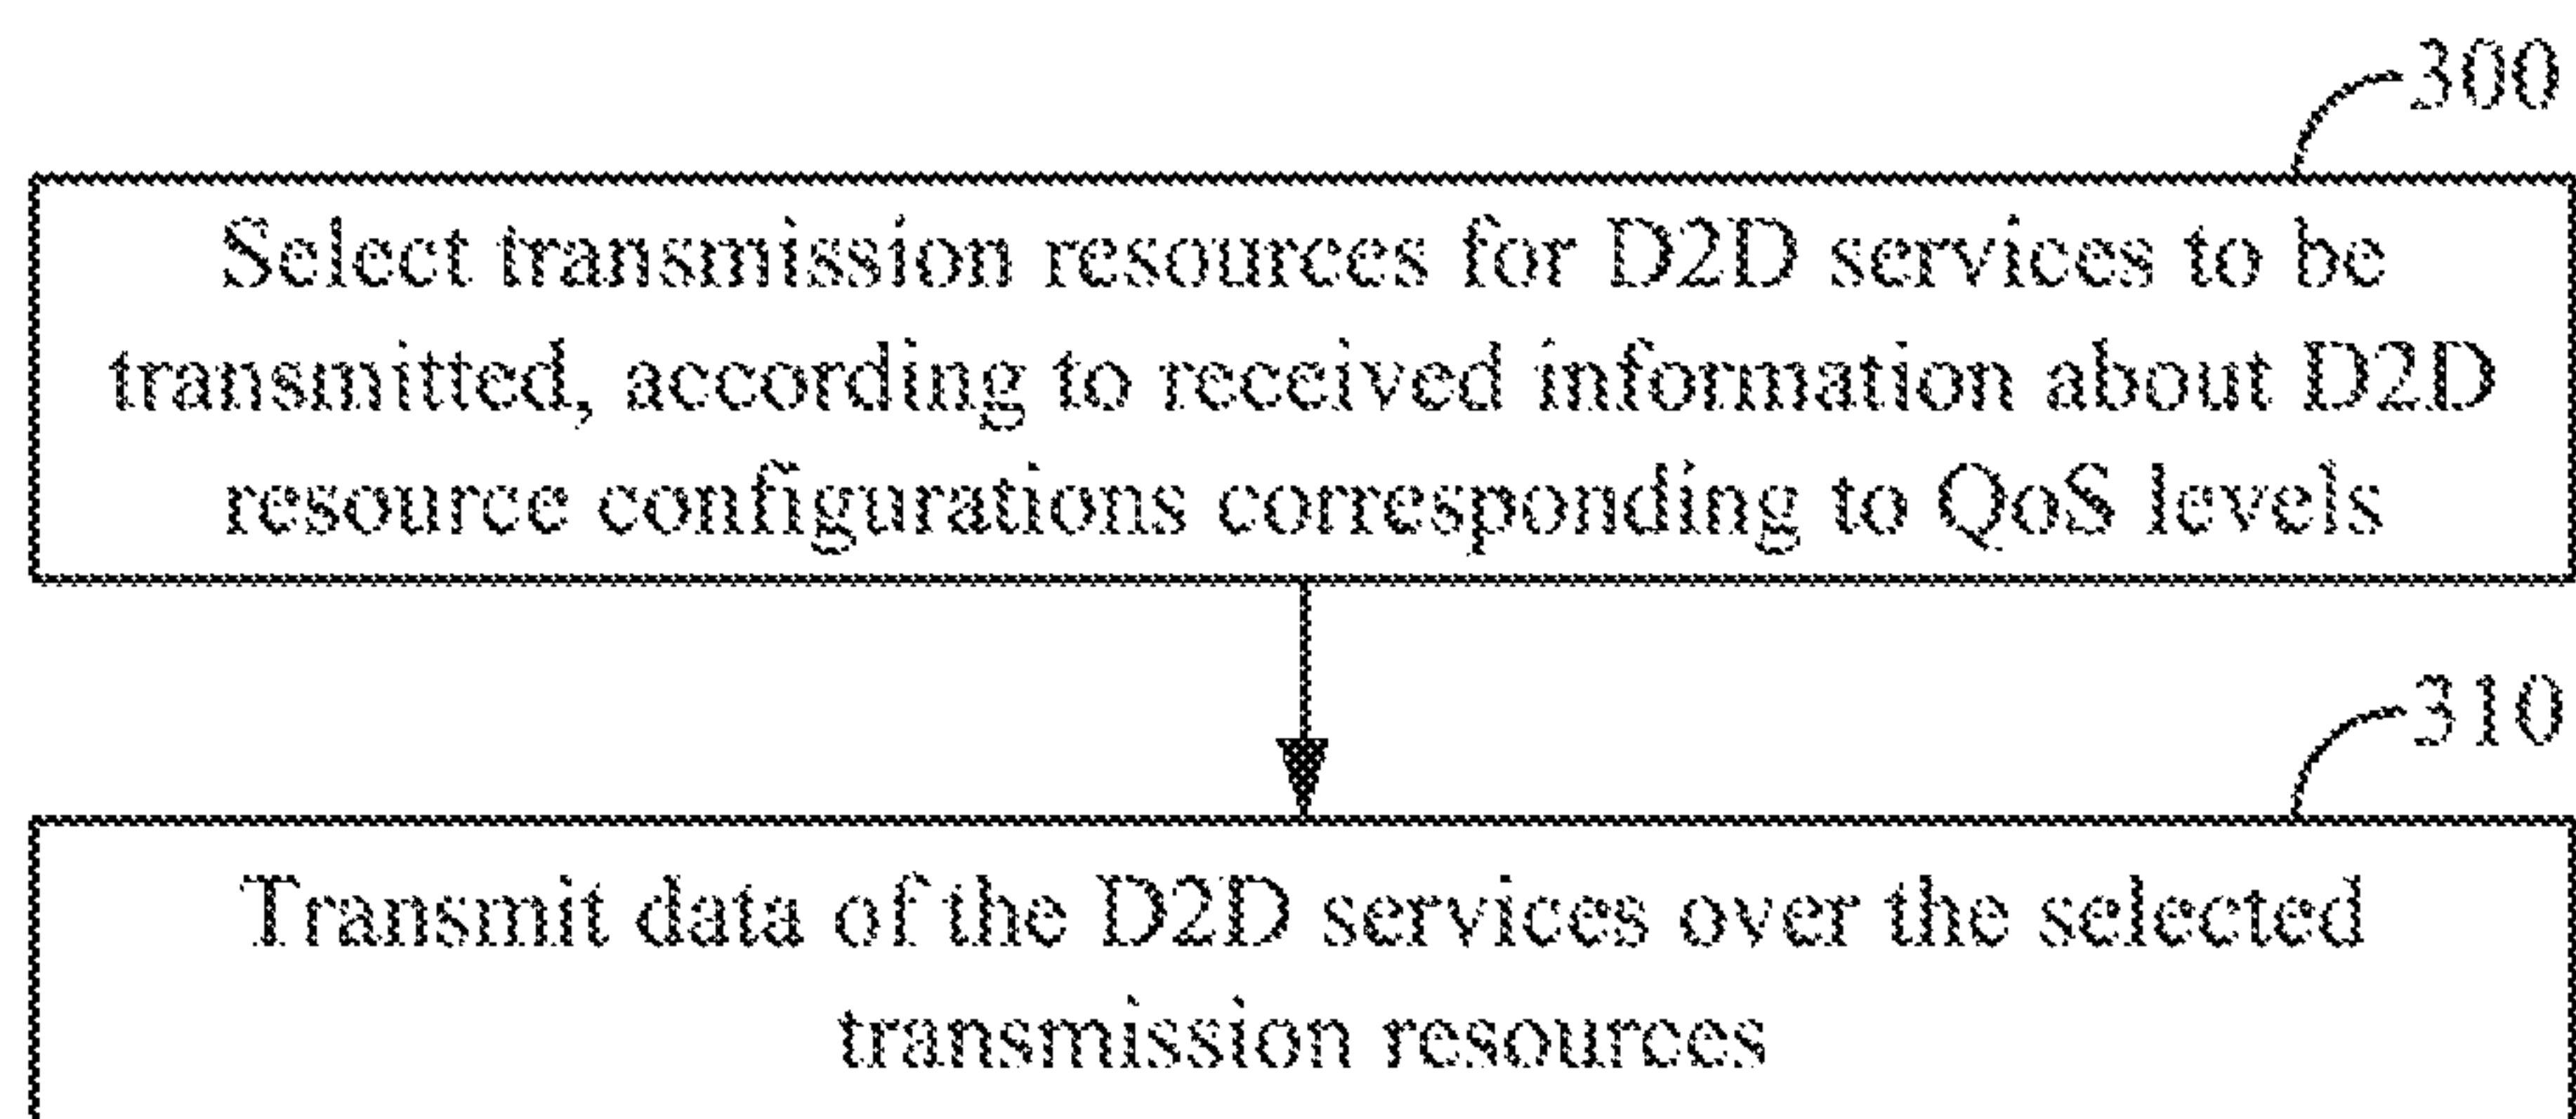 300
Select transmission resources for D2D services to be
transmitted, according to received information about D2D
resource configurations corresponding to QoS levels
310
Transmit data of the D2D services over the selected
transmission resources